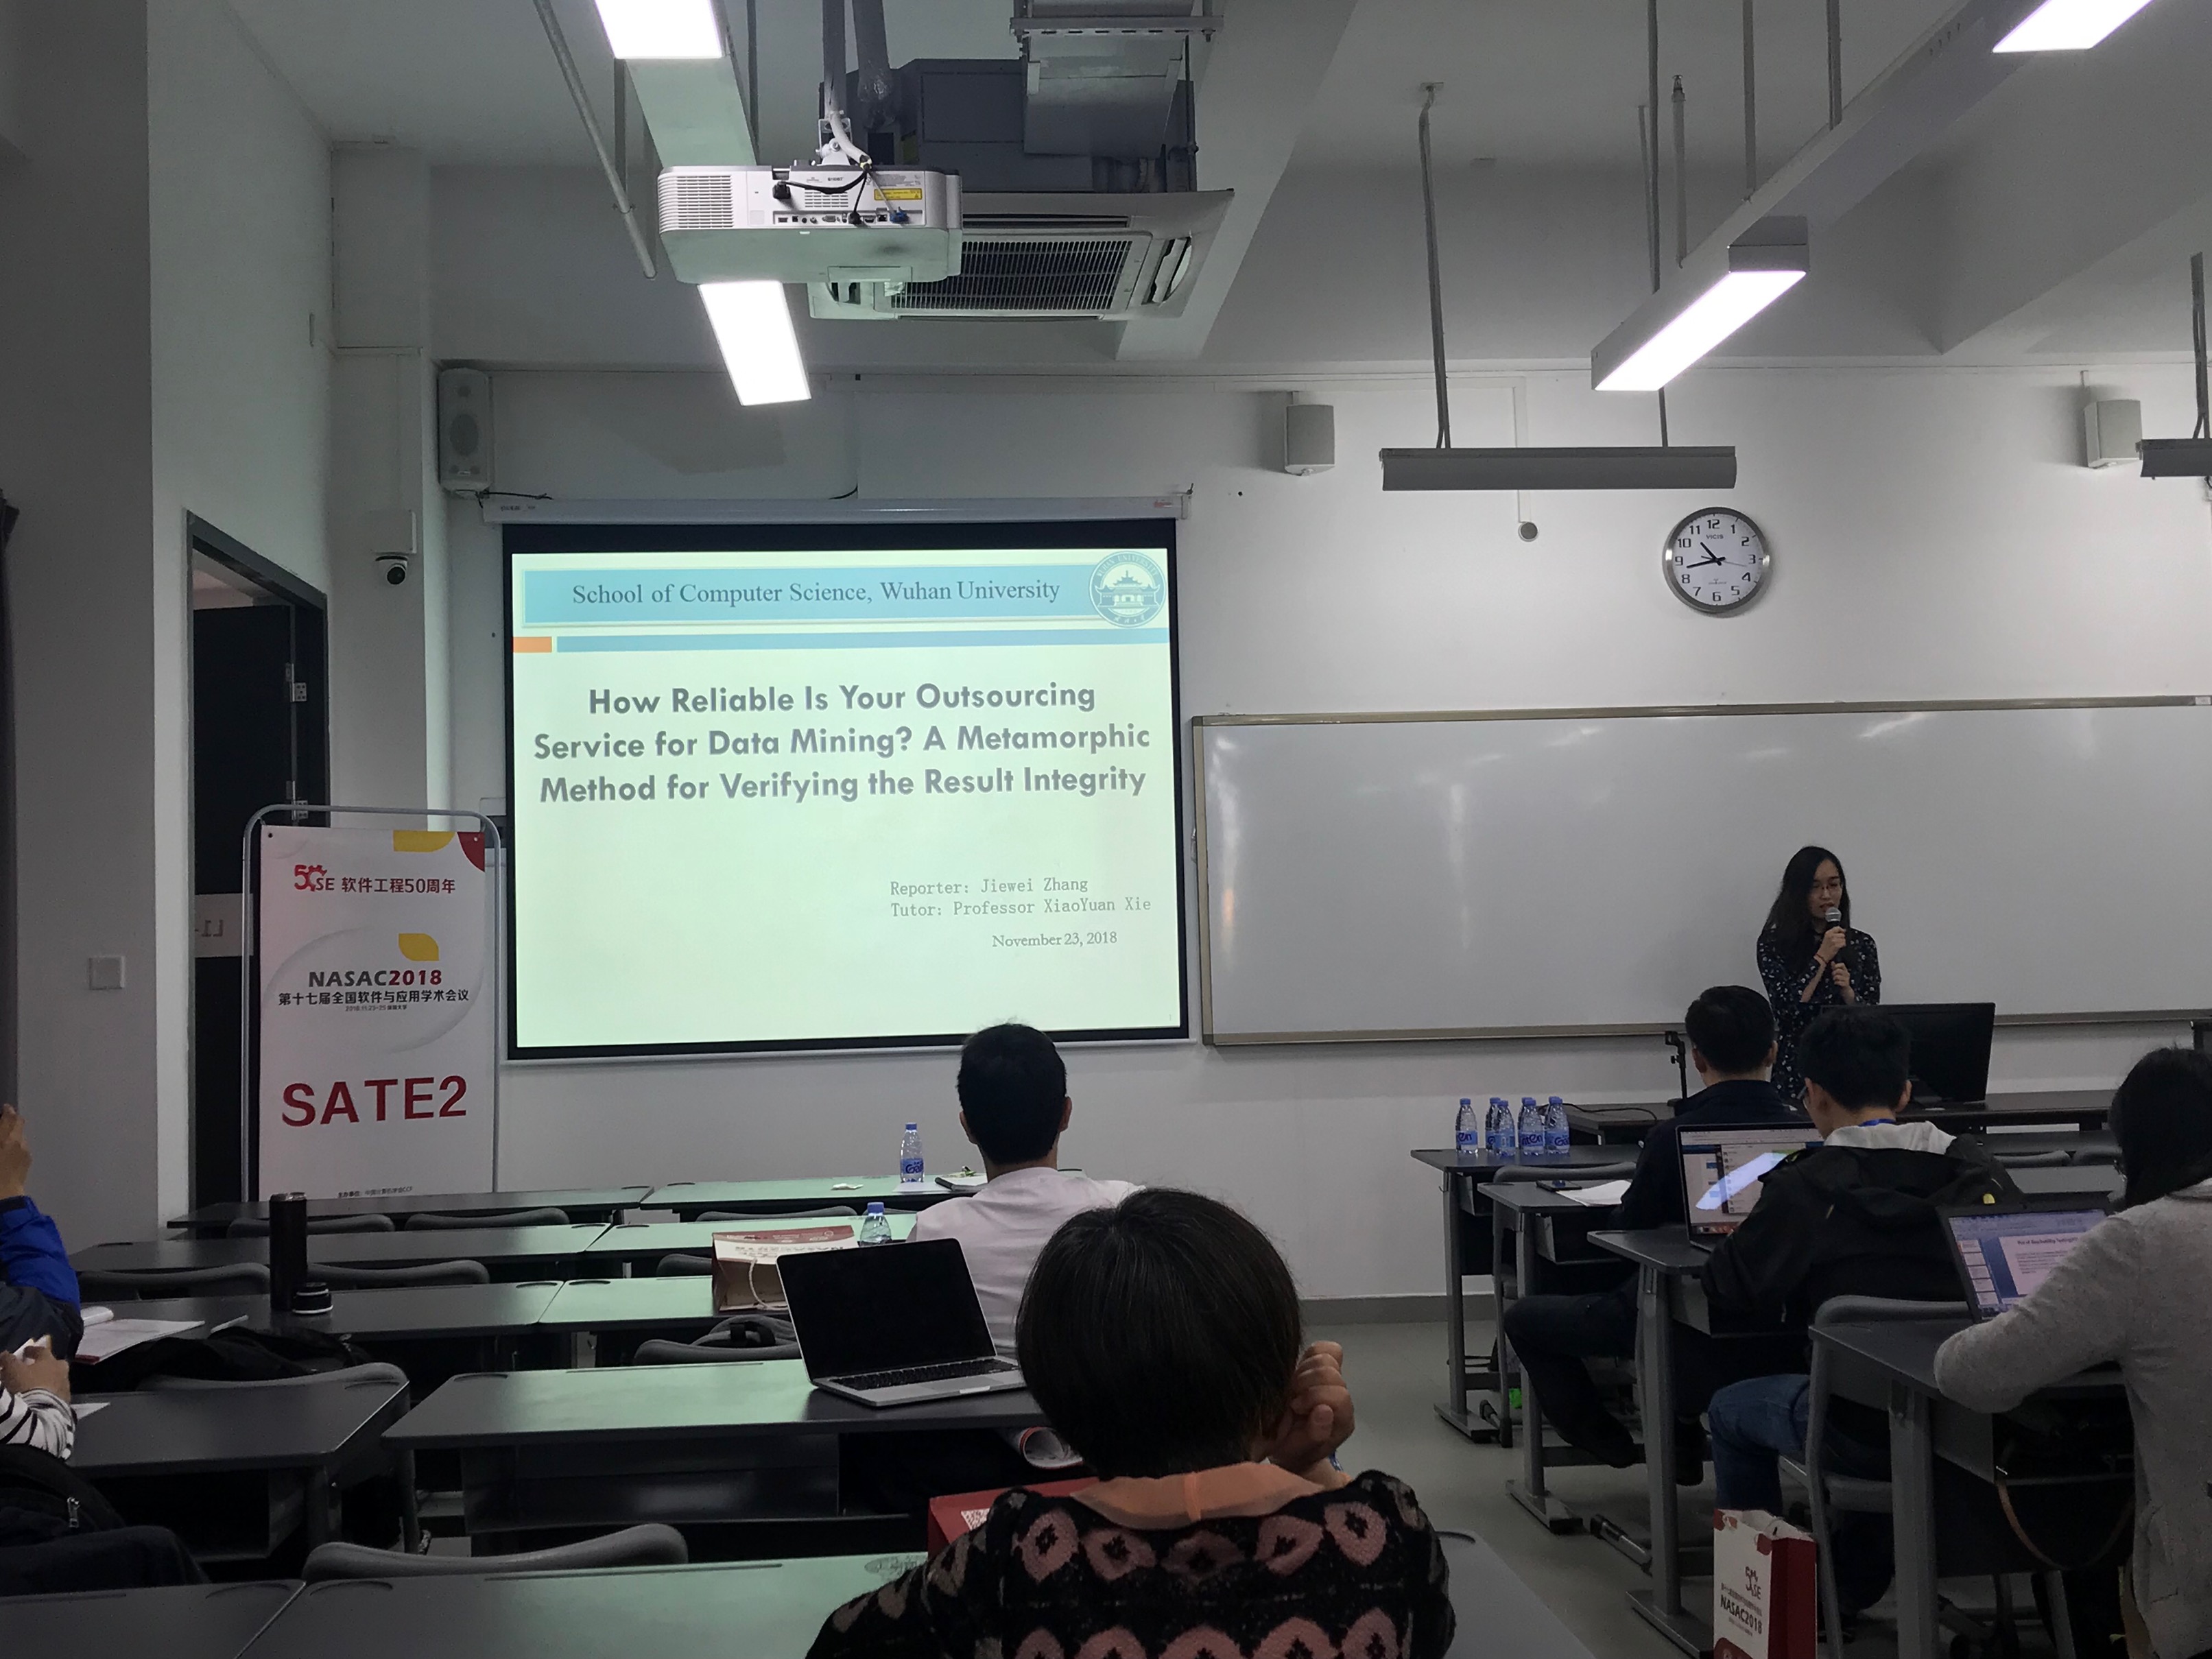 School of Computer Science, Wuhan University
How Reliable Is Your Outsourcing
Service for Data Mining? A Metamorphic
Method for Verifying the Result Integrity
Reporter: Jiewei Zhang
Tutor: Professor XiaoYuan Xie
November 23, 2018
50 SE 软件工程50周年
NASAC2018
第十七届全国软件与应用学术会议
SATE2
12
1
2
3
4
5
6
7
8
9
10
11
50 SE
NASAC2018